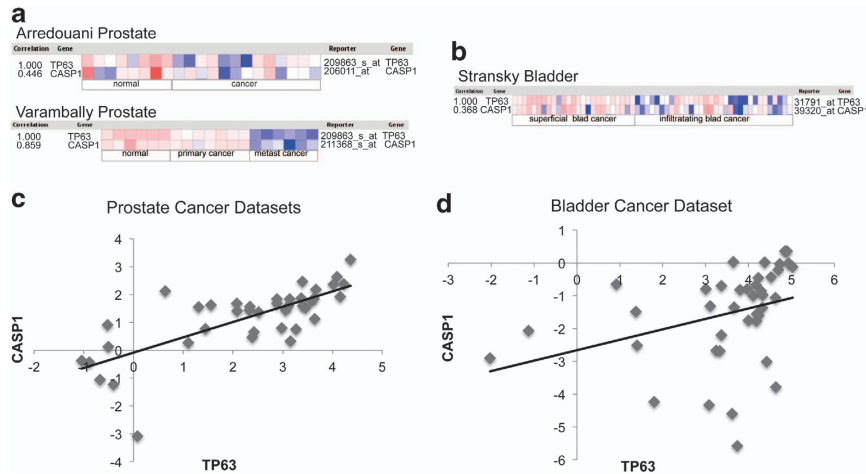 a
Arredouani Prostate
Correlation Gene Reporter Gene
1.000 TP63 209863_s_at TP63
0.446 CASP1 206011_at CASP1
normal cancer
Varambally Prostate
Correlation Gene Reporter Gene
1.000 TP63 209863_s_at TP63
0.859 CASP1 211368_s_at CASP1
normal primary cancer metast cancer
b
Stransky Bladder
Correlation Gene Reporter Gene
1.000 TP63 31791_at TP63
0.368 CASP1 39320_at CASP1
superficial blad cancer infiltratating blad cancer
c
Prostate Cancer Datasets
4
3
2
1
0
-1
-2
-3
-4
-2 -1 0 1 2 3 4 5
CASP1
TP63
d
Bladder Cancer Dataset
1
0
-1
-2
-3
-4
-5
-6
-3 -2 -1 0 1 2 3 4 5 6
CASP1
TP63